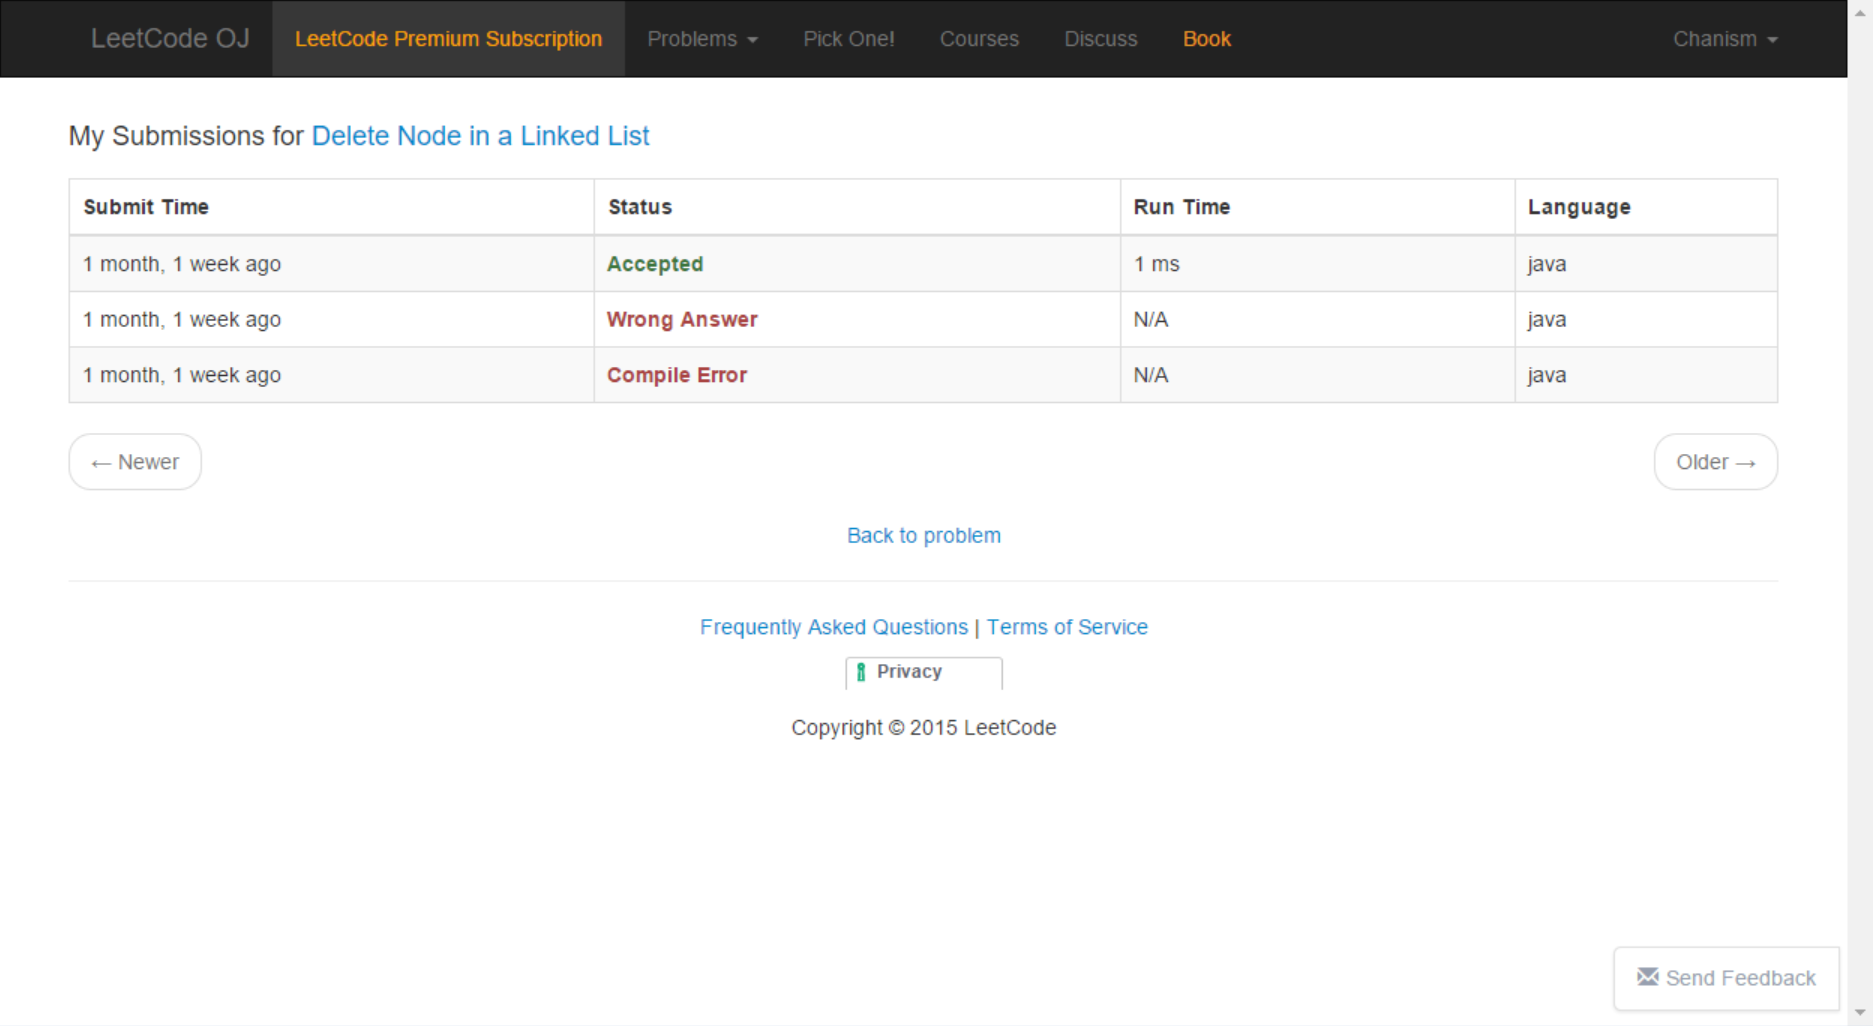 LeetCode OJ LeetCode Premium Subscription Problems Pick One! Courses Discuss Book Chanism
My Submissions for Delete Node in a Linked List
Submit Time Status Run Time Language
1 month, 1 week ago Accepted 1 ms java
1 month, 1 week ago Wrong Answer N/A java
1 month, 1 week ago Compile Error N/A java
← Newer Older →
Back to problem
Frequently Asked Questions | Terms of Service
Privacy
Copyright © 2015 LeetCode
Send Feedback